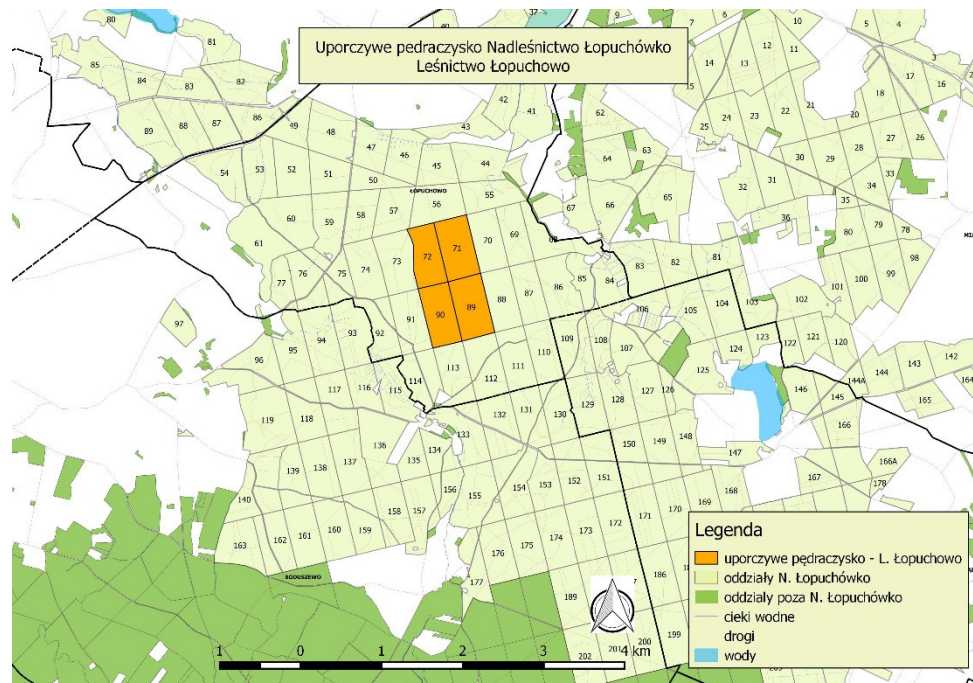 Uporczywe pedraczysko Nadleśnictwo Łopuchówko
Leśnictwo Łopuchowo
80 37 9 7 6 10 5 4
81 12 11 3
85 84 83 82 14 13 17 2
42 41 62 15 18 16
89 88 87 86 49 48 43 25 24 23 22 21 20
47 46 45 44 64 63 27 26
54 53 52 51 50 30 29 28
ŁOPUCHOWO 32 31 34 33
60 59 58 57 56 55 67 66 65 35
61 72 71 70 69 68 36 80 79 78
77 76 75 74 73 83 82 81 98
90 89 88 87 86 85 84 101 100 99
97 91 106 105 104 103 102
96 95 94 93 92 109 108 107 124 123 122 121 120
117 116 115 114 113 112 111 110 125 142
119 118 132 131 130 129 128 127 126 146 145 144A 144 143 164
136 133 150 149 148 166 165
139 138 137 135 134 147 166A
140 156 155 154 153 152 151 168 167 178
163 162 161 160 159 158 157 174 173 172 171 170 169
BODUSZEWO 177 176 175
189 186
202 201 200 199
1 0 1 2 3 4 km
Legenda
uporczywe pędraczysko - L. Łopuchowo
oddziały N. Łopuchówko
oddziały poza N. Łopuchówko
cieki wodne
drogi
wody